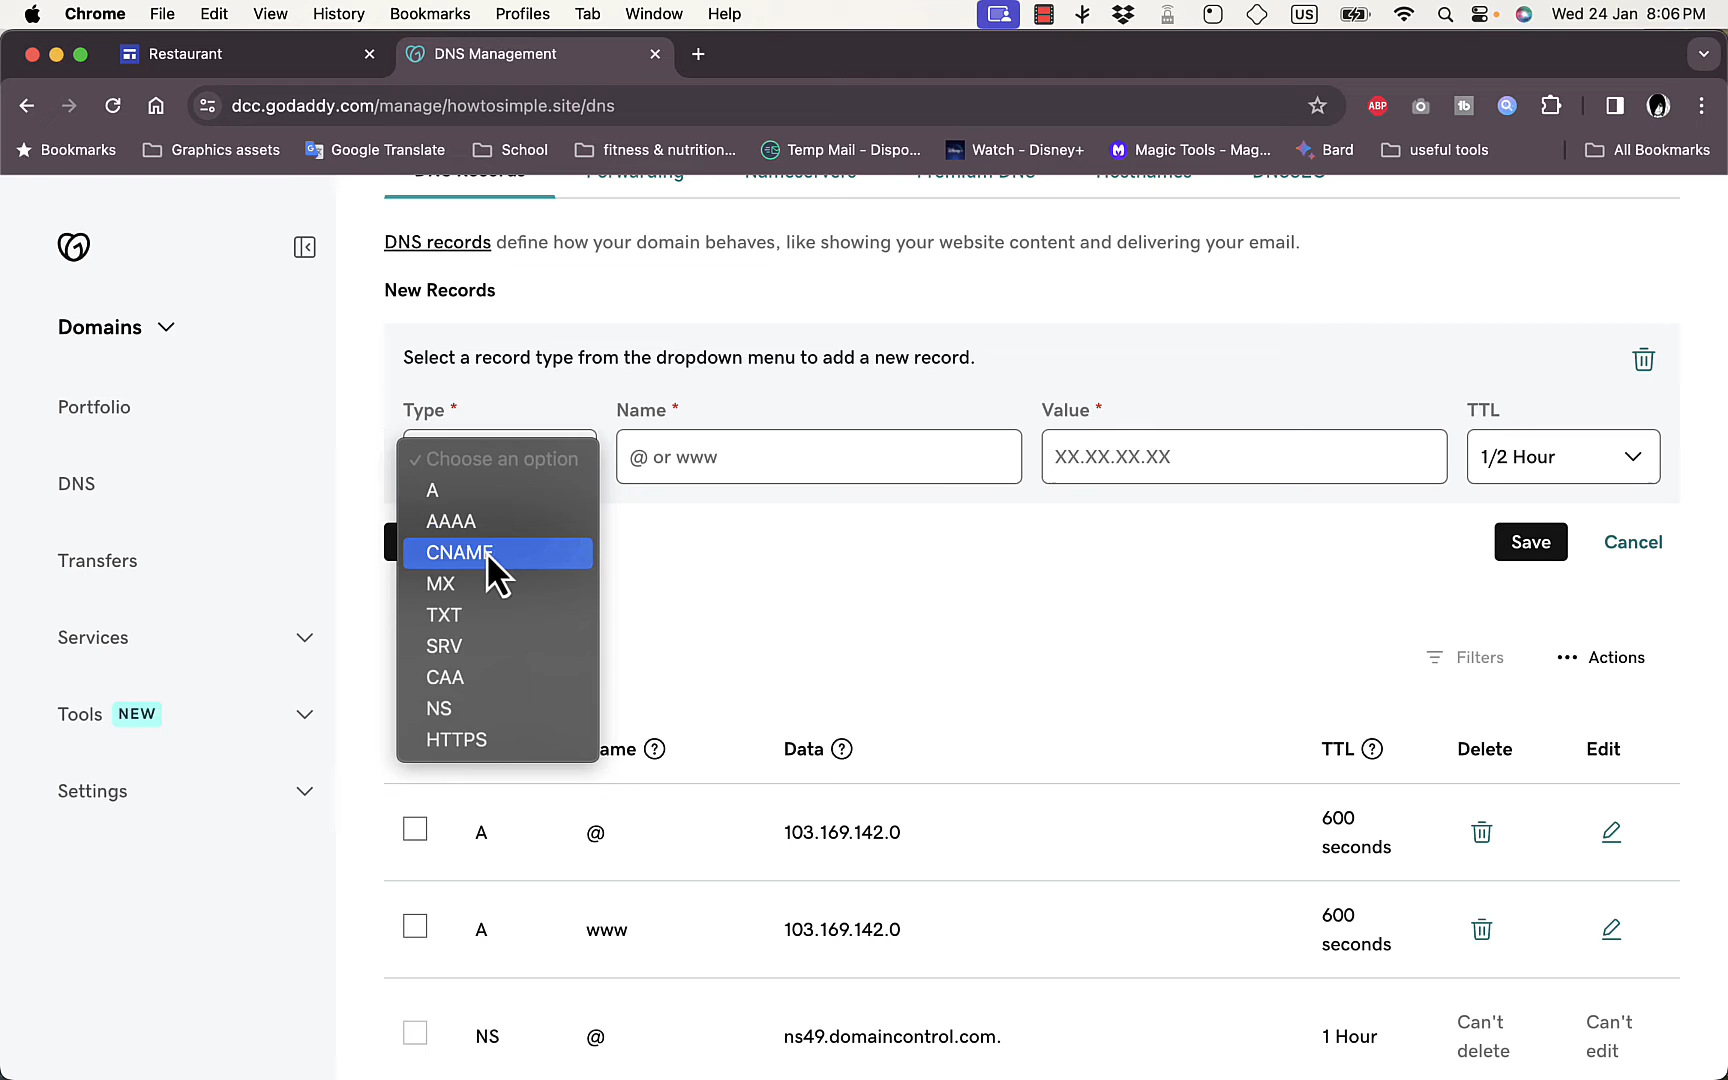 Chrome File Edit View History Bookmarks Profiles Tab Window Help US Wed 24 Jan 8:06 PM
Restaurant DNS Management
dcc.godaddy.com/manage/howtosimple.site/dns ABP tb
Bookmarks Graphics assets Google Translate School fitness & nutrition... Temp Mail - Dispo... Watch - Disney+ Magic Tools - Mag... Bard useful tools All Bookmarks
DNS Records Forwarding Nameservers Premium DNS Hostnames DNSSEC
DNS records define how your domain behaves, like showing your website content and delivering your email.
New Records
Domains
Portfolio
DNS
Transfers
Services
Tools NEW
Settings
Select a record type from the dropdown menu to add a new record.
Type * Name * Value * TTL
@ or www XX.XX.XX.XX 1/2 Hour
✓ Choose an option
A
AAAA
CNAME
MX
TXT
SRV
CAA
NS
HTTPS
Save Cancel
Filters ••• Actions
ame ? Data ? TTL ? Delete Edit
A @ 103.169.142.0 600 seconds
A www 103.169.142.0 600 seconds
NS @ ns49.domaincontrol.com. 1 Hour Can't delete Can't edit